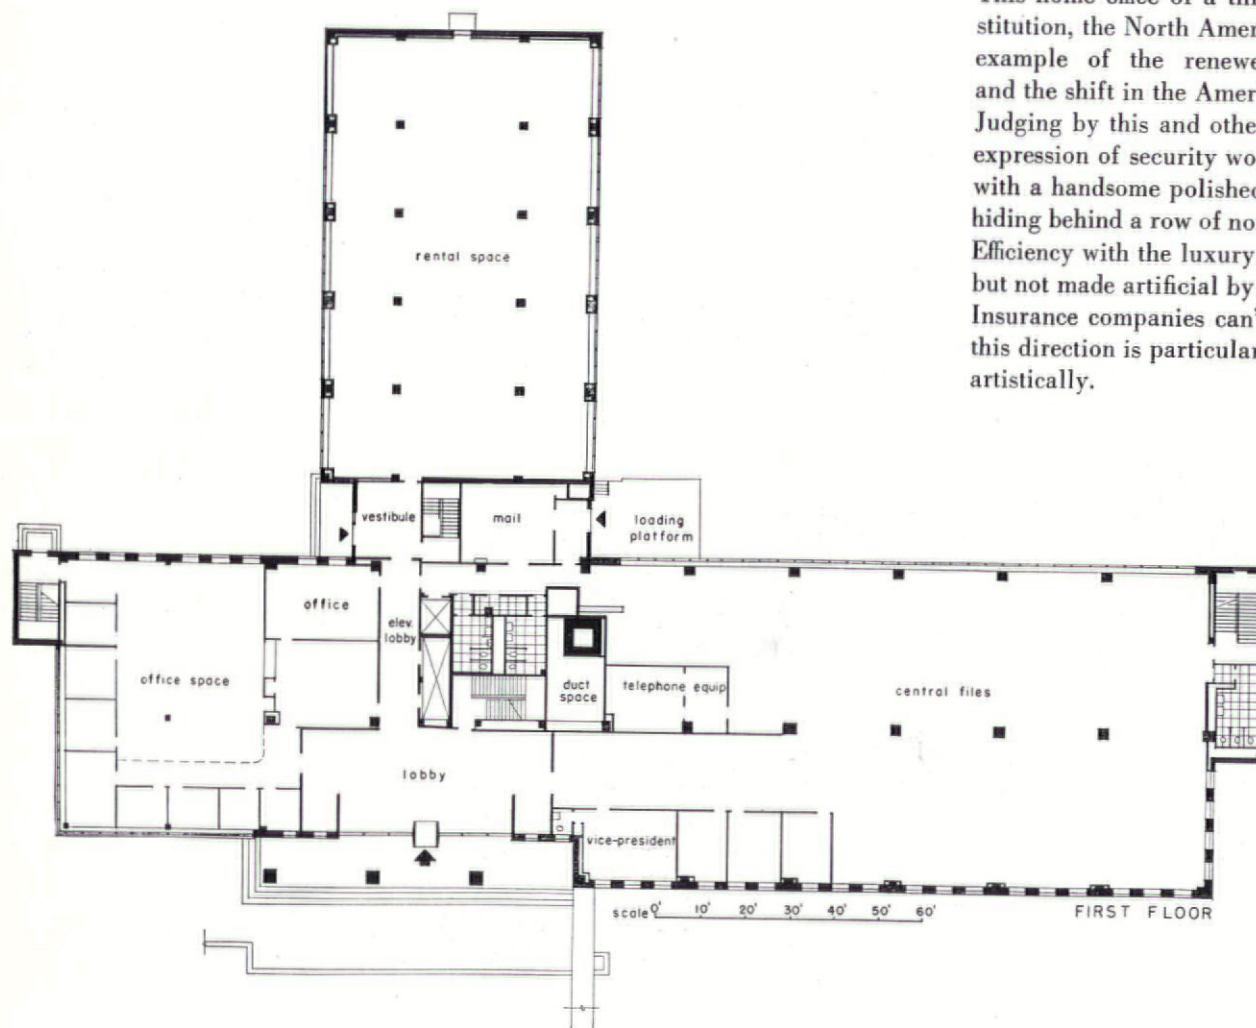 stitution, the North Amer
example of the renewe
and the shift in the Amer
Judging by this and othe
expression of security wo
with a handsome polished
hiding behind a row of no
Efficiency with the luxury
but not made artificial by
Insurance companies can'
this direction is particular
artistically.
rental space
vestibule
mail
loading
platform
office
elev.
lobby
office space
duct
space
telephone equip
central files
lobby
vice-president
scale 0' 10' 20' 30' 40' 50' 60'
FIRST FLOOR